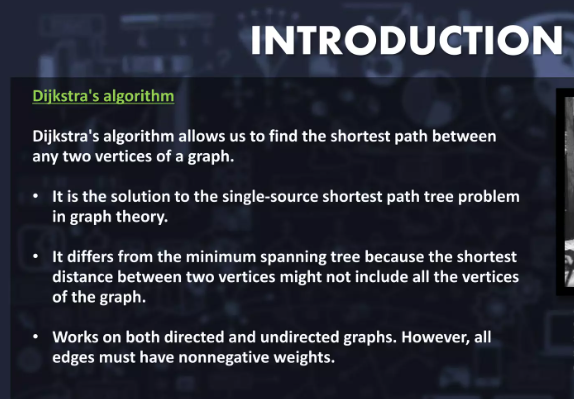 INTRODUCTION
Dijkstra's algorithm
Dijkstra's algorithm allows us to find the shortest path between
any two vertices of a graph.
• It is the solution to the single-source shortest path tree problem
in graph theory.
• It differs from the minimum spanning tree because the shortest
distance between two vertices might not include all the vertices
of the graph.
• Works on both directed and undirected graphs. However, all
edges must have nonnegative weights.